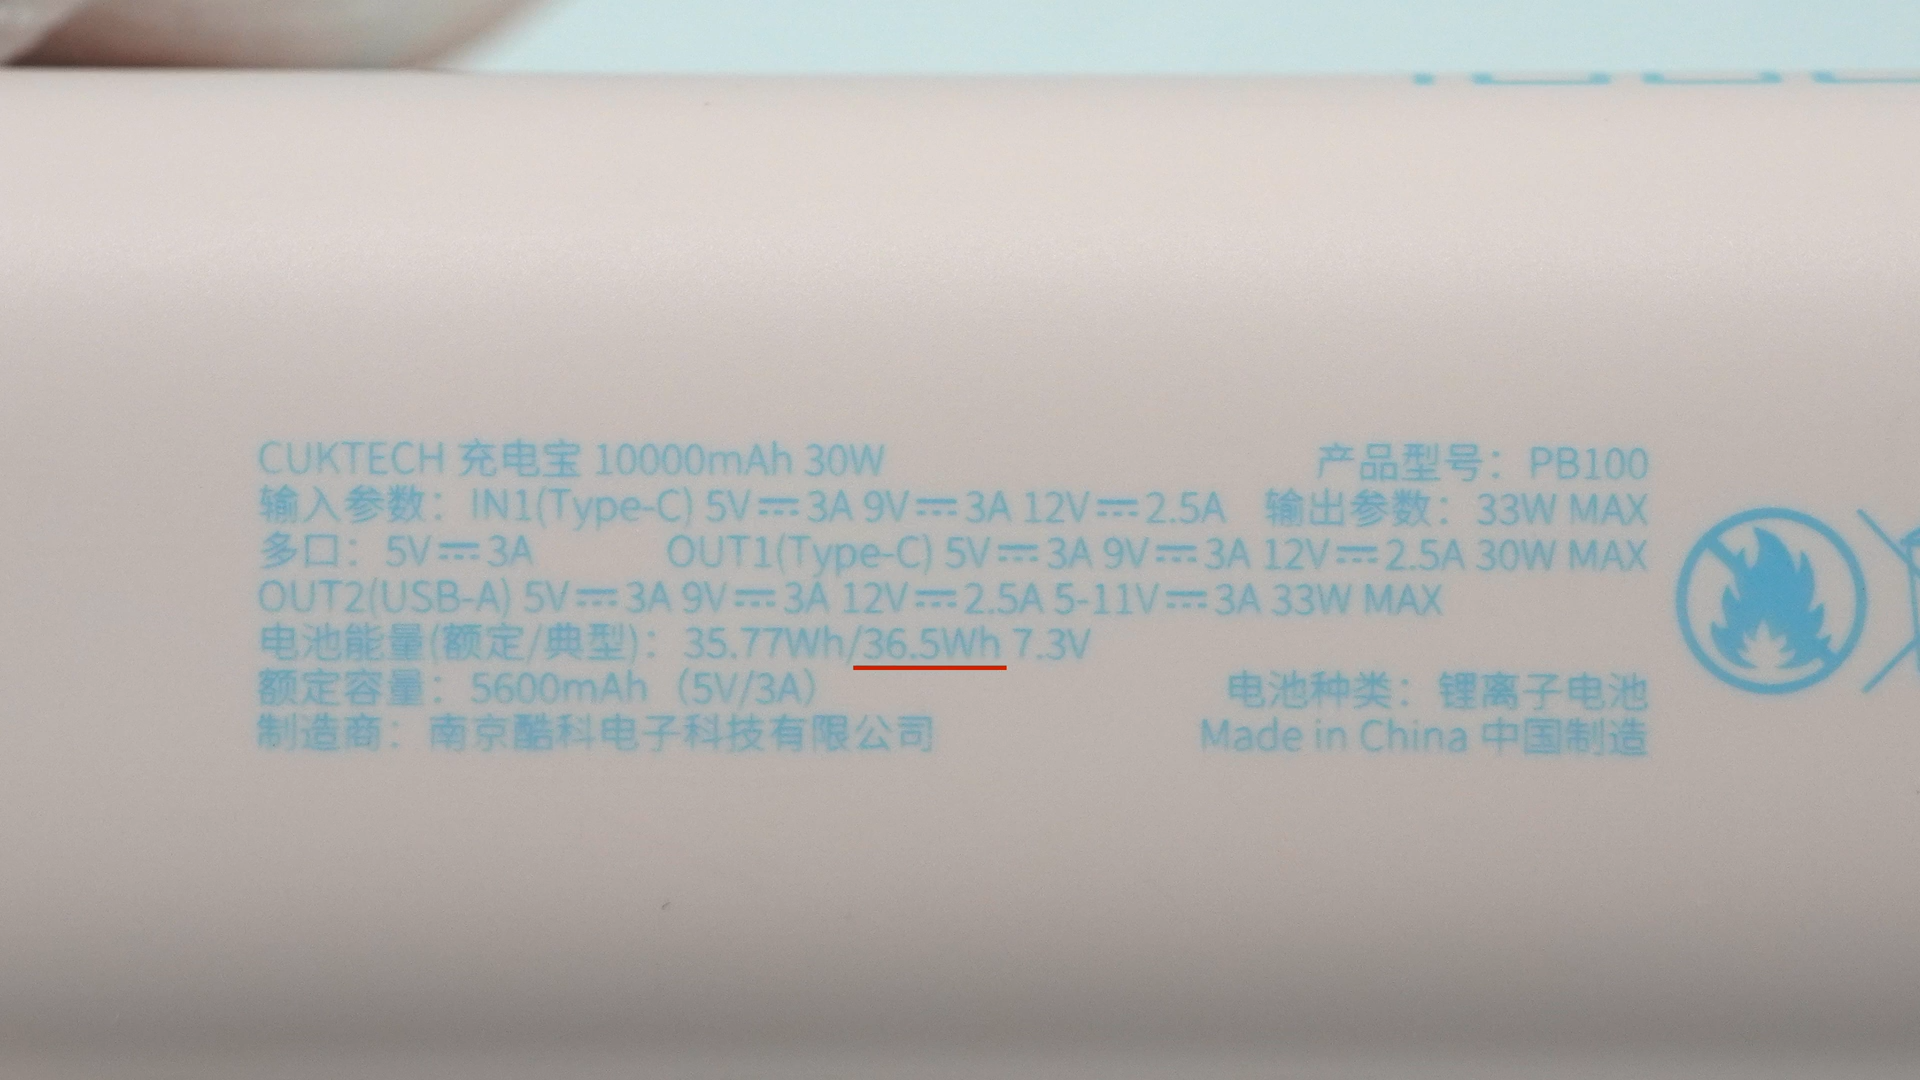 CUKTECH 充电宝 10000mAh 30W 产品型号：PB100
输入参数：IN1(Type-C) 5V⎓3A 9V⎓3A 12V⎓2.5A 输出参数：33W MAX
多口：5V⎓3A OUT1(Type-C) 5V⎓3A 9V⎓3A 12V⎓2.5A 30W MAX
OUT2(USB-A) 5V⎓3A 9V⎓3A 12V⎓2.5A 5-11V⎓3A 33W MAX
电池能量(额定/典型)：35.77Wh/36.5Wh 7.3V
额定容量：5600mAh（5V/3A） 电池种类：锂离子电池
制造商：南京酷科电子科技有限公司 Made in China 中国制造